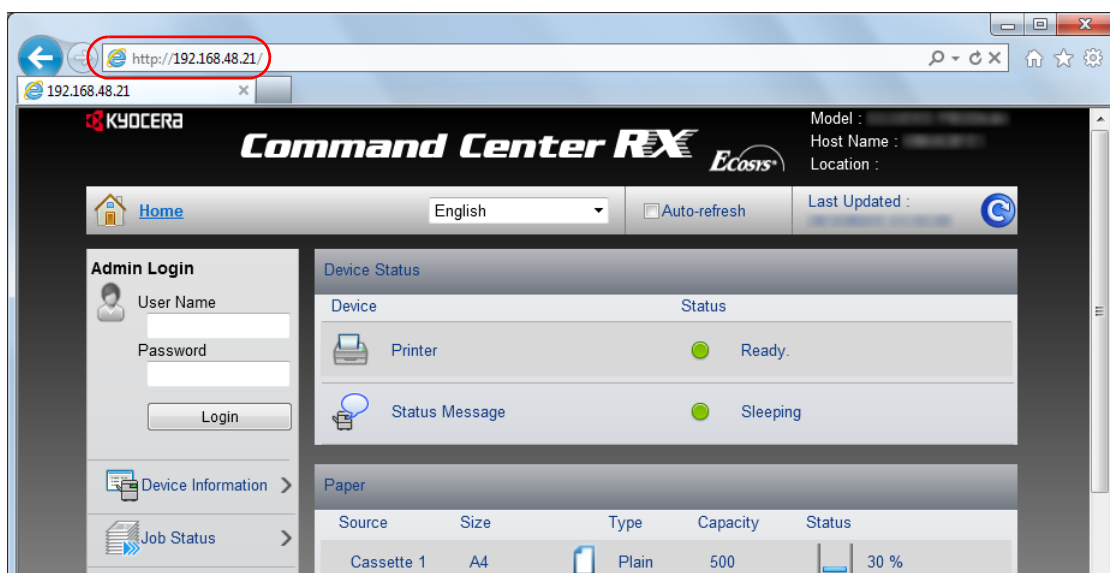 http://192.168.48.21/
192.168.48.21
KYOCERA
Command Center RX
Ecosys
Model :
Host Name :
Location :
Home
English
Auto-refresh
Last Updated :
Admin Login
User Name
Password
Login
Device Information
Job Status
Device Status
Device Status
Printer Ready.
Status Message Sleeping
Paper
Source Size Type Capacity Status
Cassette 1 A4 Plain 500 30 %